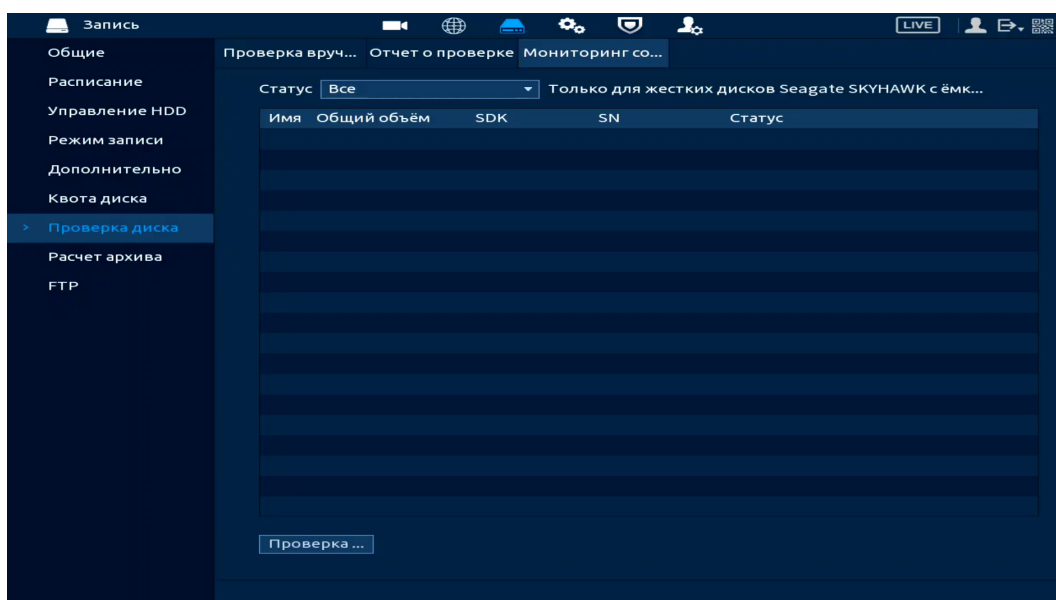 Запись LIVE
Общие
Расписание
Управление HDD
Режим записи
Дополнительно
Квота диска
> Проверка диска
Расчет архива
FTP
Проверка вруч... Отчет о проверке Мониторинг со...
Статус Все Только для жестких дисков Seagate SKYHAWK с ёмк...
Имя Общий объём SDK SN Статус
Проверка ...